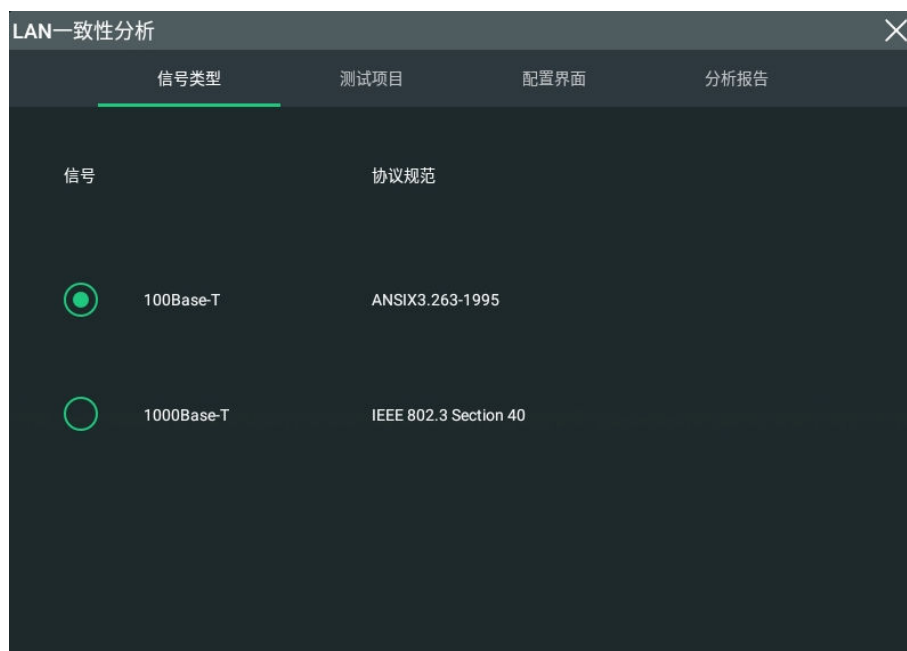 LAN一致性分析
信号类型 测试项目 配置界面 分析报告
信号 协议规范
100Base-T ANSIX3.263-1995
1000Base-T IEEE 802.3 Section 40